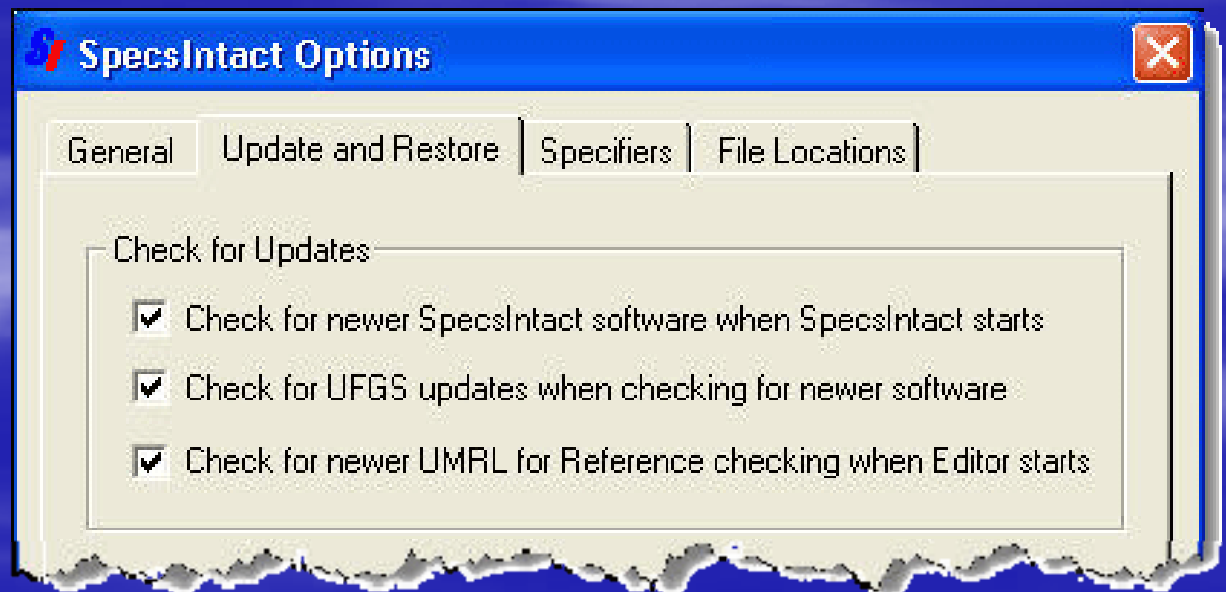 SI SpecsIntact Options
General Update and Restore Specifiers File Locations
Check for Updates
Check for newer SpecsIntact software when SpecsIntact starts
Check for UFGS updates when checking for newer software
Check for newer UMRL for Reference checking when Editor starts